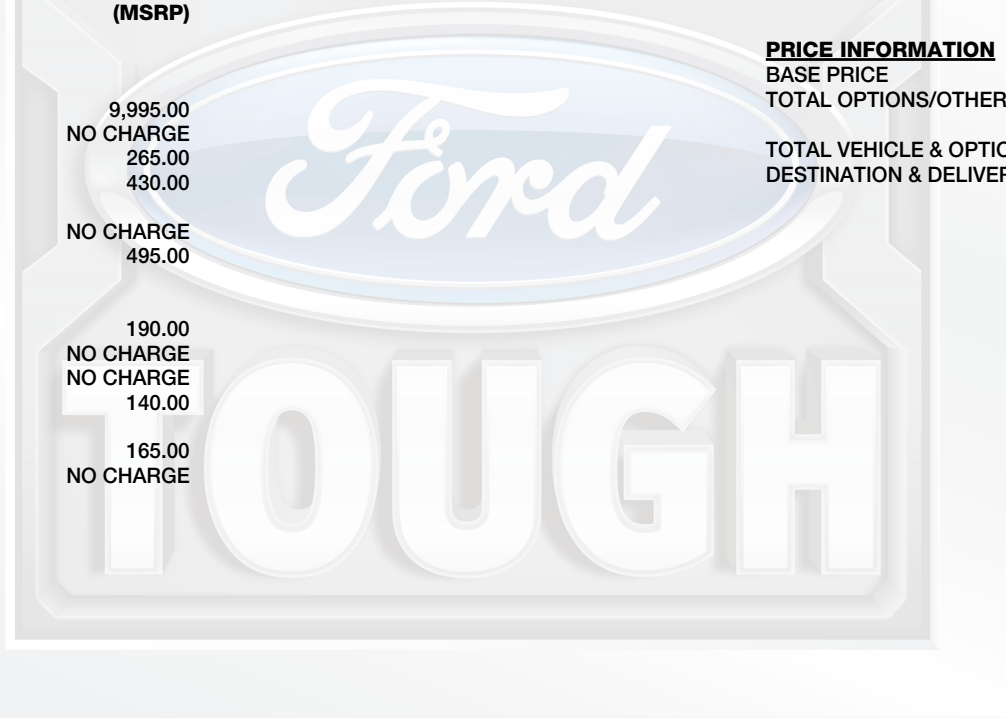 (MSRP)
9,995.00
NO CHARGE
265.00
430.00
NO CHARGE
495.00
190.00
NO CHARGE
NO CHARGE
140.00
165.00
NO CHARGE
PRICE INFORMATION
BASE PRICE
TOTAL OPTIONS/OTHER
TOTAL VEHICLE & OPTIO
DESTINATION & DELIVER
Ford
TOUGH